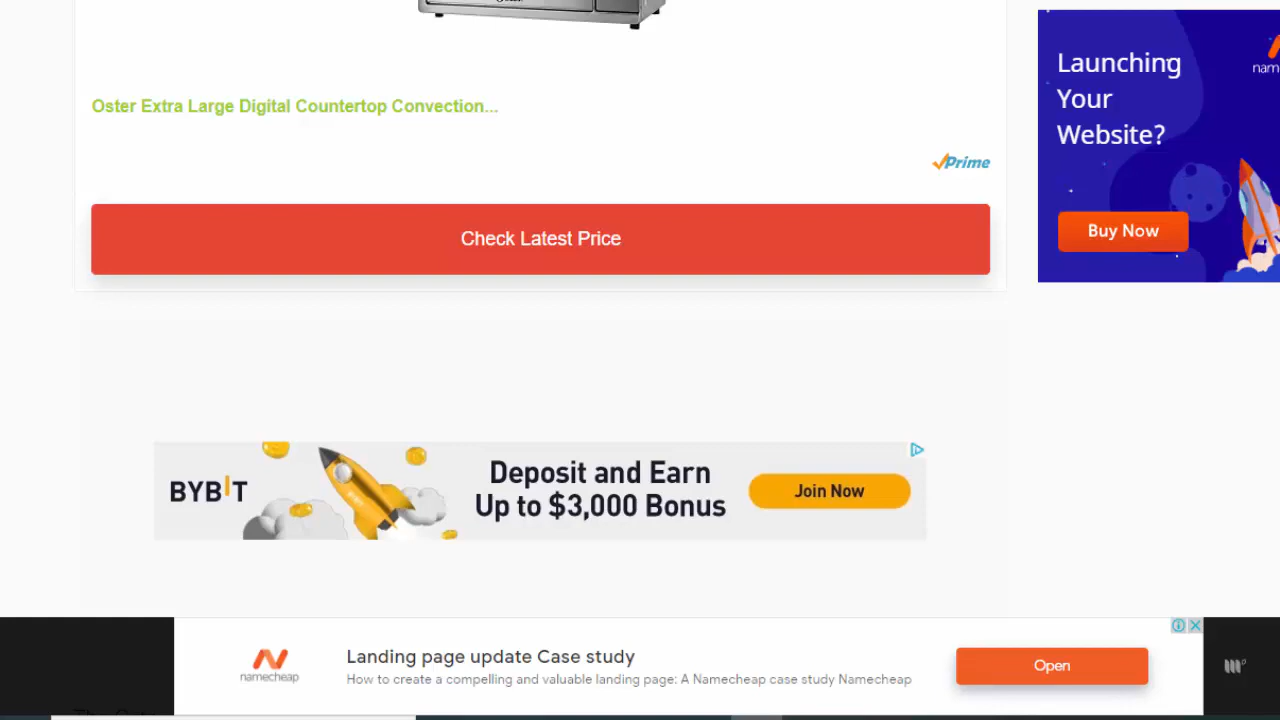 Oster Extra Large Digital Countertop Convection...
Prime
Check Latest Price
Launching
Your
Website?
Buy Now
BYBIT
Deposit and Earn
Up to $3,000 Bonus
Join Now
namecheap
Landing page update Case study
How to create a compelling and valuable landing page: A Namecheap case study Namecheap
Open